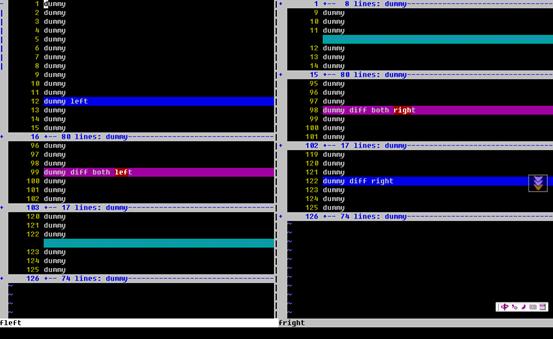 1 dummy
2 dummy
3 dummy
4 dummy
5 dummy
6 dummy
7 dummy
8 dummy
9 dummy
10 dummy
11 dummy
12 dummy left
13 dummy
14 dummy
15 dummy
+ 16 +-- 80 lines: dummy--------------------------
96 dummy
97 dummy
98 dummy
99 dummy diff both left
100 dummy
101 dummy
102 dummy
+ 103 +-- 17 lines: dummy--------------------------
120 dummy
121 dummy
122 dummy
123 dummy
124 dummy
125 dummy
+ 126 +-- 74 lines: dummy--------------------------
~
~
~
~
fleft
+ 1 +-- 8 lines: dummy--------------------------
9 dummy
10 dummy
11 dummy
12 dummy
13 dummy
14 dummy
+ 15 +-- 80 lines: dummy--------------------------
95 dummy
96 dummy
97 dummy
98 dummy diff both right
99 dummy
100 dummy
101 dummy
+ 102 +-- 17 lines: dummy--------------------------
119 dummy
120 dummy
121 dummy
122 dummy diff right
123 dummy
124 dummy
125 dummy
+ 126 +-- 74 lines: dummy--------------------------
~
~
~
~
~
~
~
~
~
~
~
中
fright